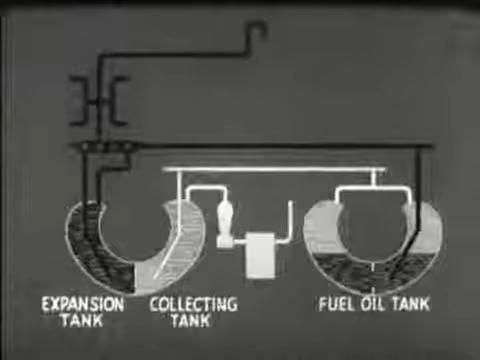 EXPANSION
TANK
COLLECTING
TANK
FUEL OIL TANK